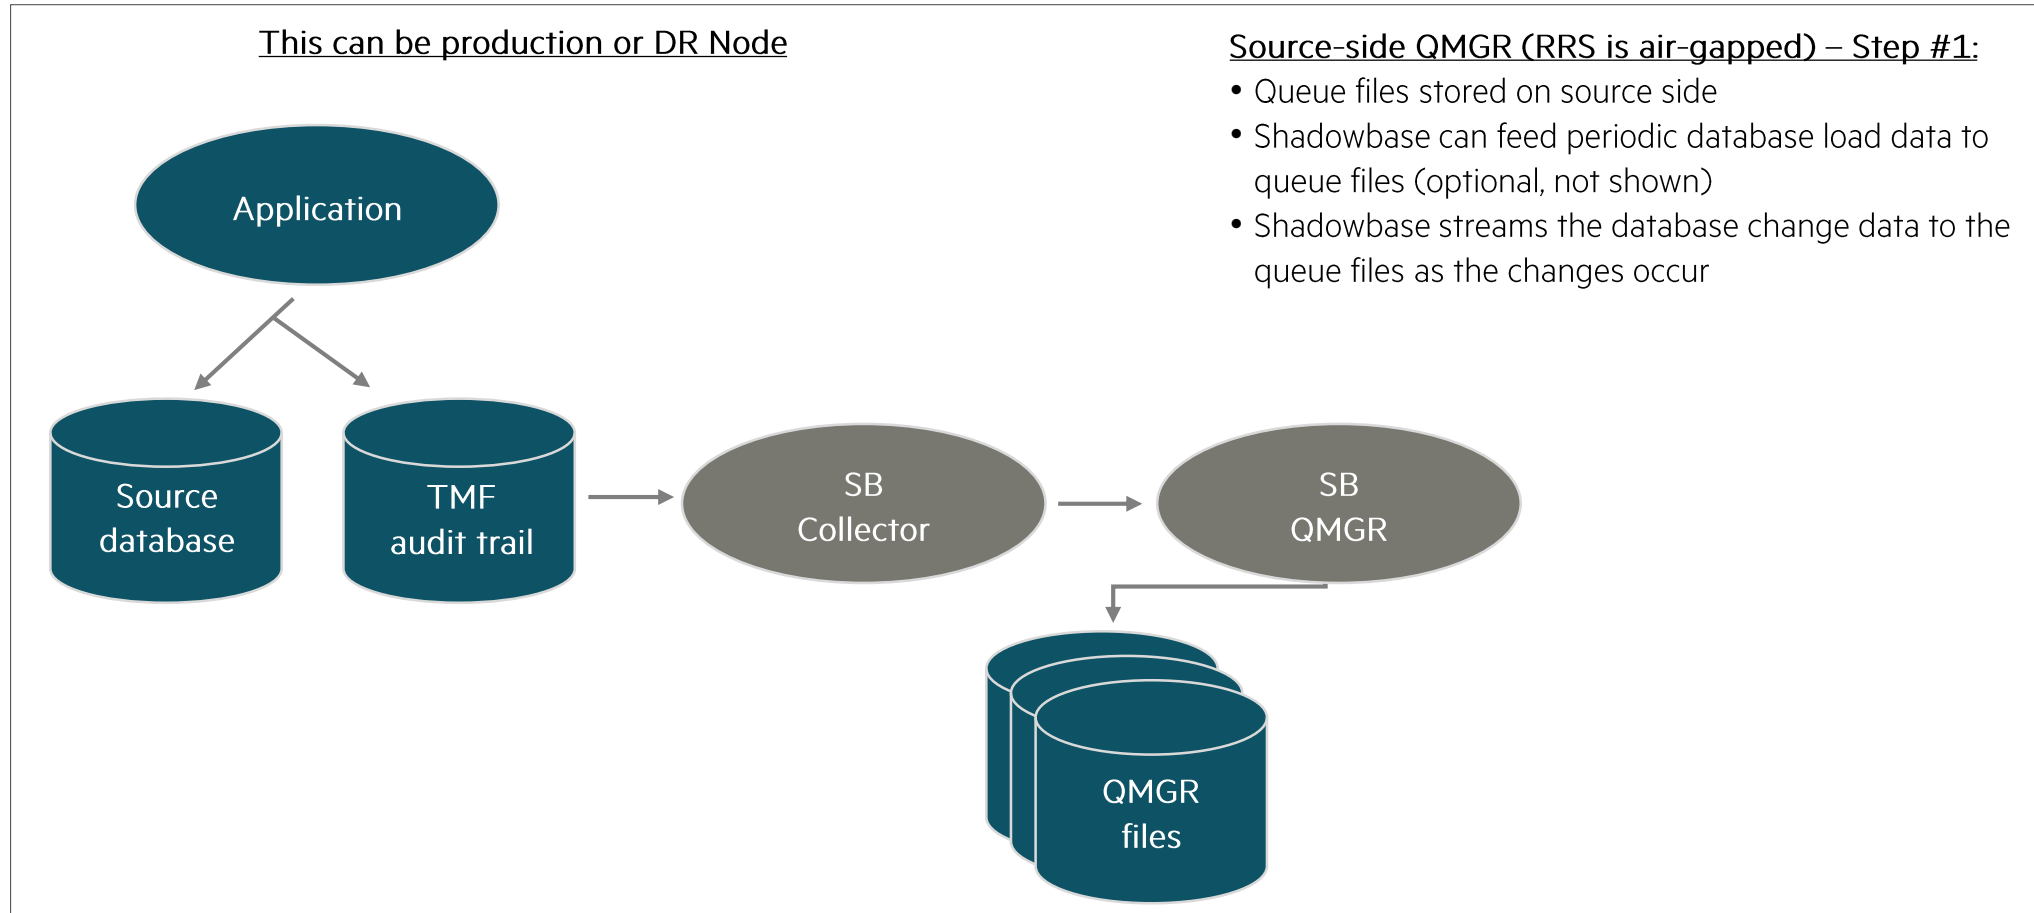 This can be production or DR Node
Source-side QMGR (RRS is air-gapped) – Step #1:
• Queue files stored on source side
• Shadowbase can feed periodic database load data to
queue files (optional, not shown)
• Shadowbase streams the database change data to the
queue files as the changes occur
Application
Source
database
TMF
audit trail
SB
Collector
SB
QMGR
QMGR
files